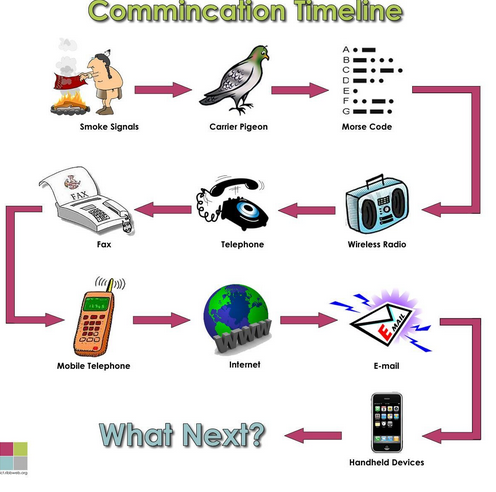 Commincation Timeline
Smoke Signals
Carrier Pigeon
A
B
C
D
E
F
G
Morse Code
FAX
Fax
Telephone
Wireless Radio
Mobile Telephone
WWW
Internet
E-MAIL
E-mail
What Next?
Handheld Devices